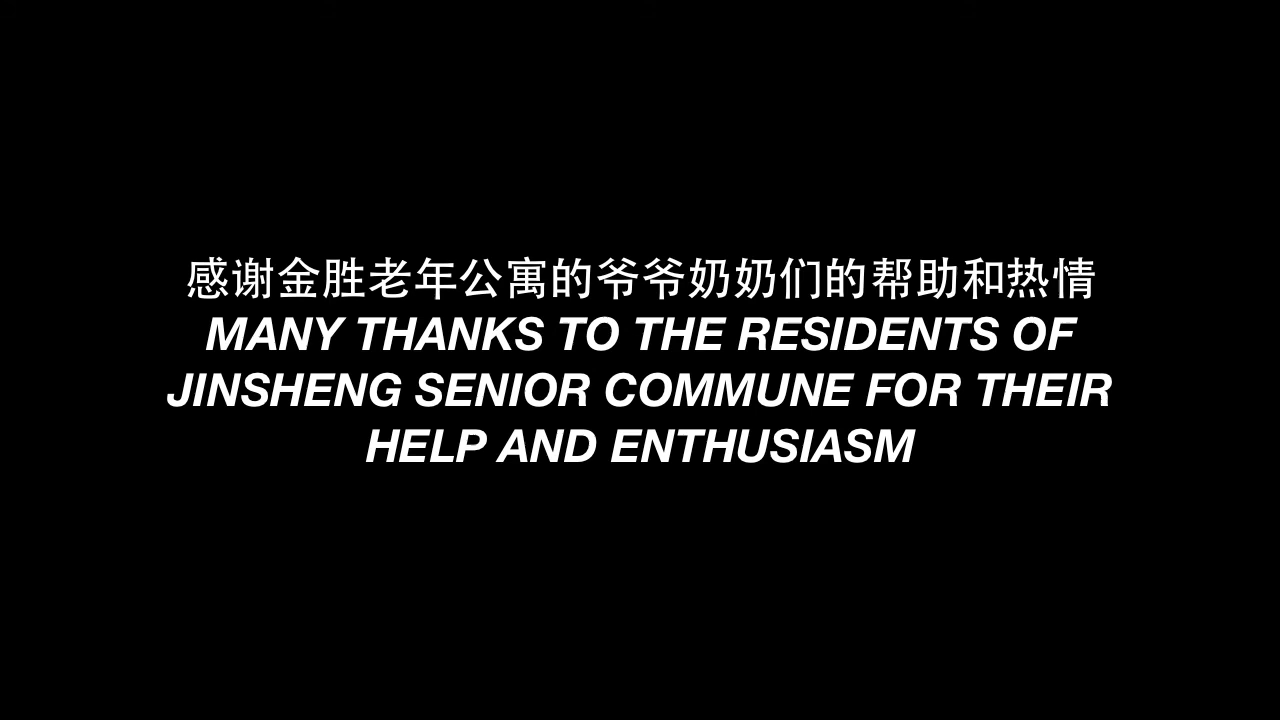 感谢金胜老年公寓的爷爷奶奶们的帮助和热情
MANY THANKS TO THE RESIDENTS OF
JINSHENG SENIOR COMMUNE FOR THEIR
HELP AND ENTHUSIASM